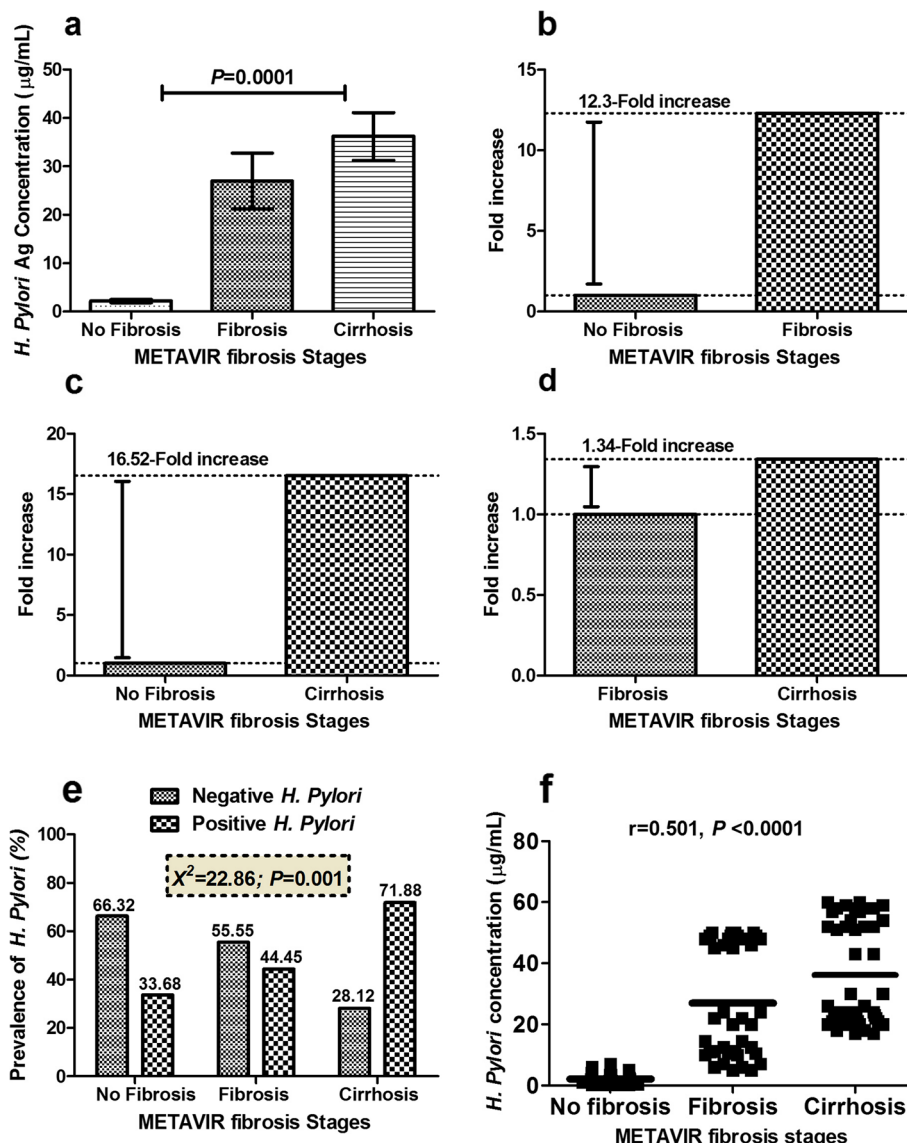 a
H. Pylori Ag Concentration (μg/mL)
50
40
30
20
10
0
P=0.0001
No Fibrosis Fibrosis Cirrhosis
METAVIR fibrosis Stages
b
Fold increase
15
10
5
0
12.3-Fold increase
No Fibrosis Fibrosis
METAVIR fibrosis Stages
c
Fold increase
20
15
10
5
0
16.52-Fold increase
No Fibrosis Cirrhosis
METAVIR fibrosis Stages
d
Fold increase
1.5
1.0
0.5
0.0
1.34-Fold increase
Fibrosis Cirrhosis
METAVIR fibrosis Stages
e
Negative H. Pylori
Positive H. Pylori
Prevalence of H. Pylori (%)
100
80
60
40
20
0
X²=22.86; P=0.001
66.32
33.68
55.55
44.45
28.12
71.88
No Fibrosis Fibrosis Cirrhosis
METAVIR fibrosis Stages
f
H. Pylori concentration (μg/mL)
80
60
40
20
0
r=0.501, P <0.0001
No fibrosis Fibrosis Cirrhosis
METAVIR fibrosis stages